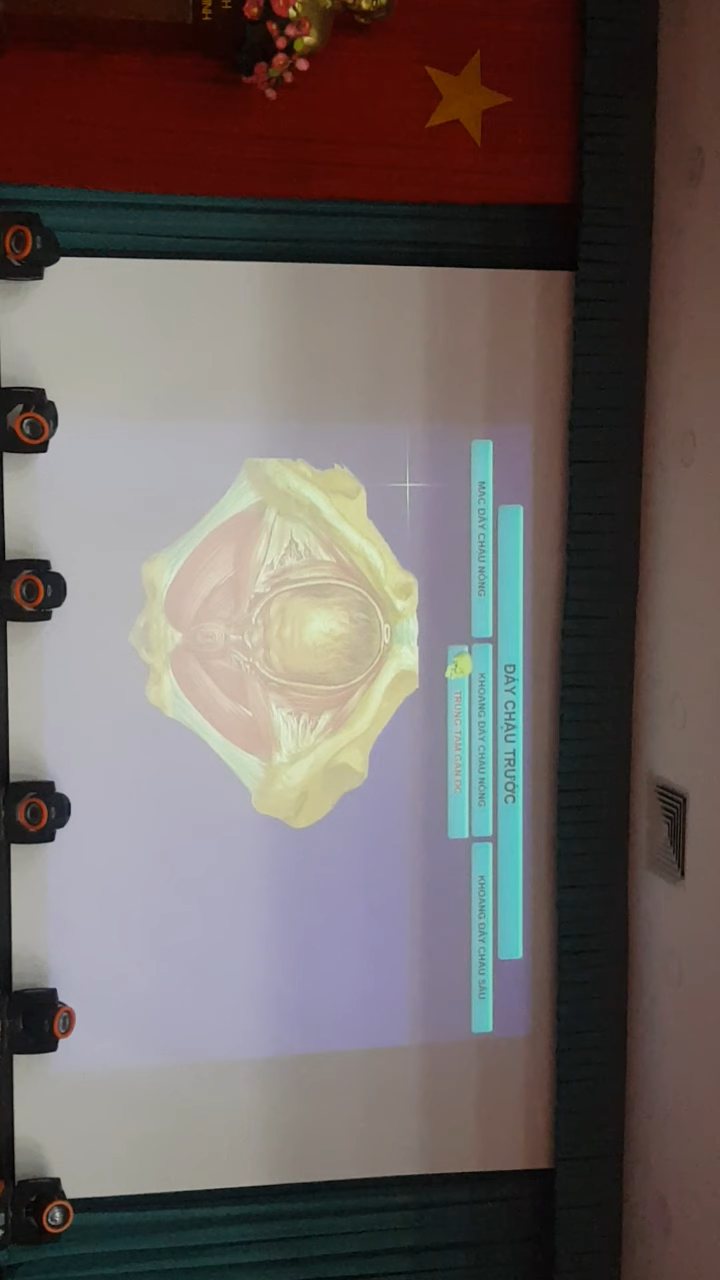 ĐÁY CHẬU TRƯỚC
MẠC ĐÁY CHẬU NÔNG
KHOANG ĐÁY CHẬU NÔNG
KHOANG ĐÁY CHẬU SÂU
TRUNG TÂM GÂN ĐC